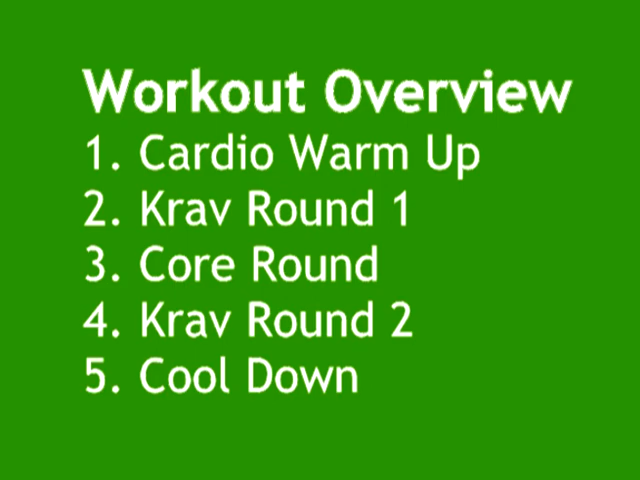 Workout Overview
1. Cardio Warm Up
2. Krav Round 1
3. Core Round
4. Krav Round 2
5. Cool Down